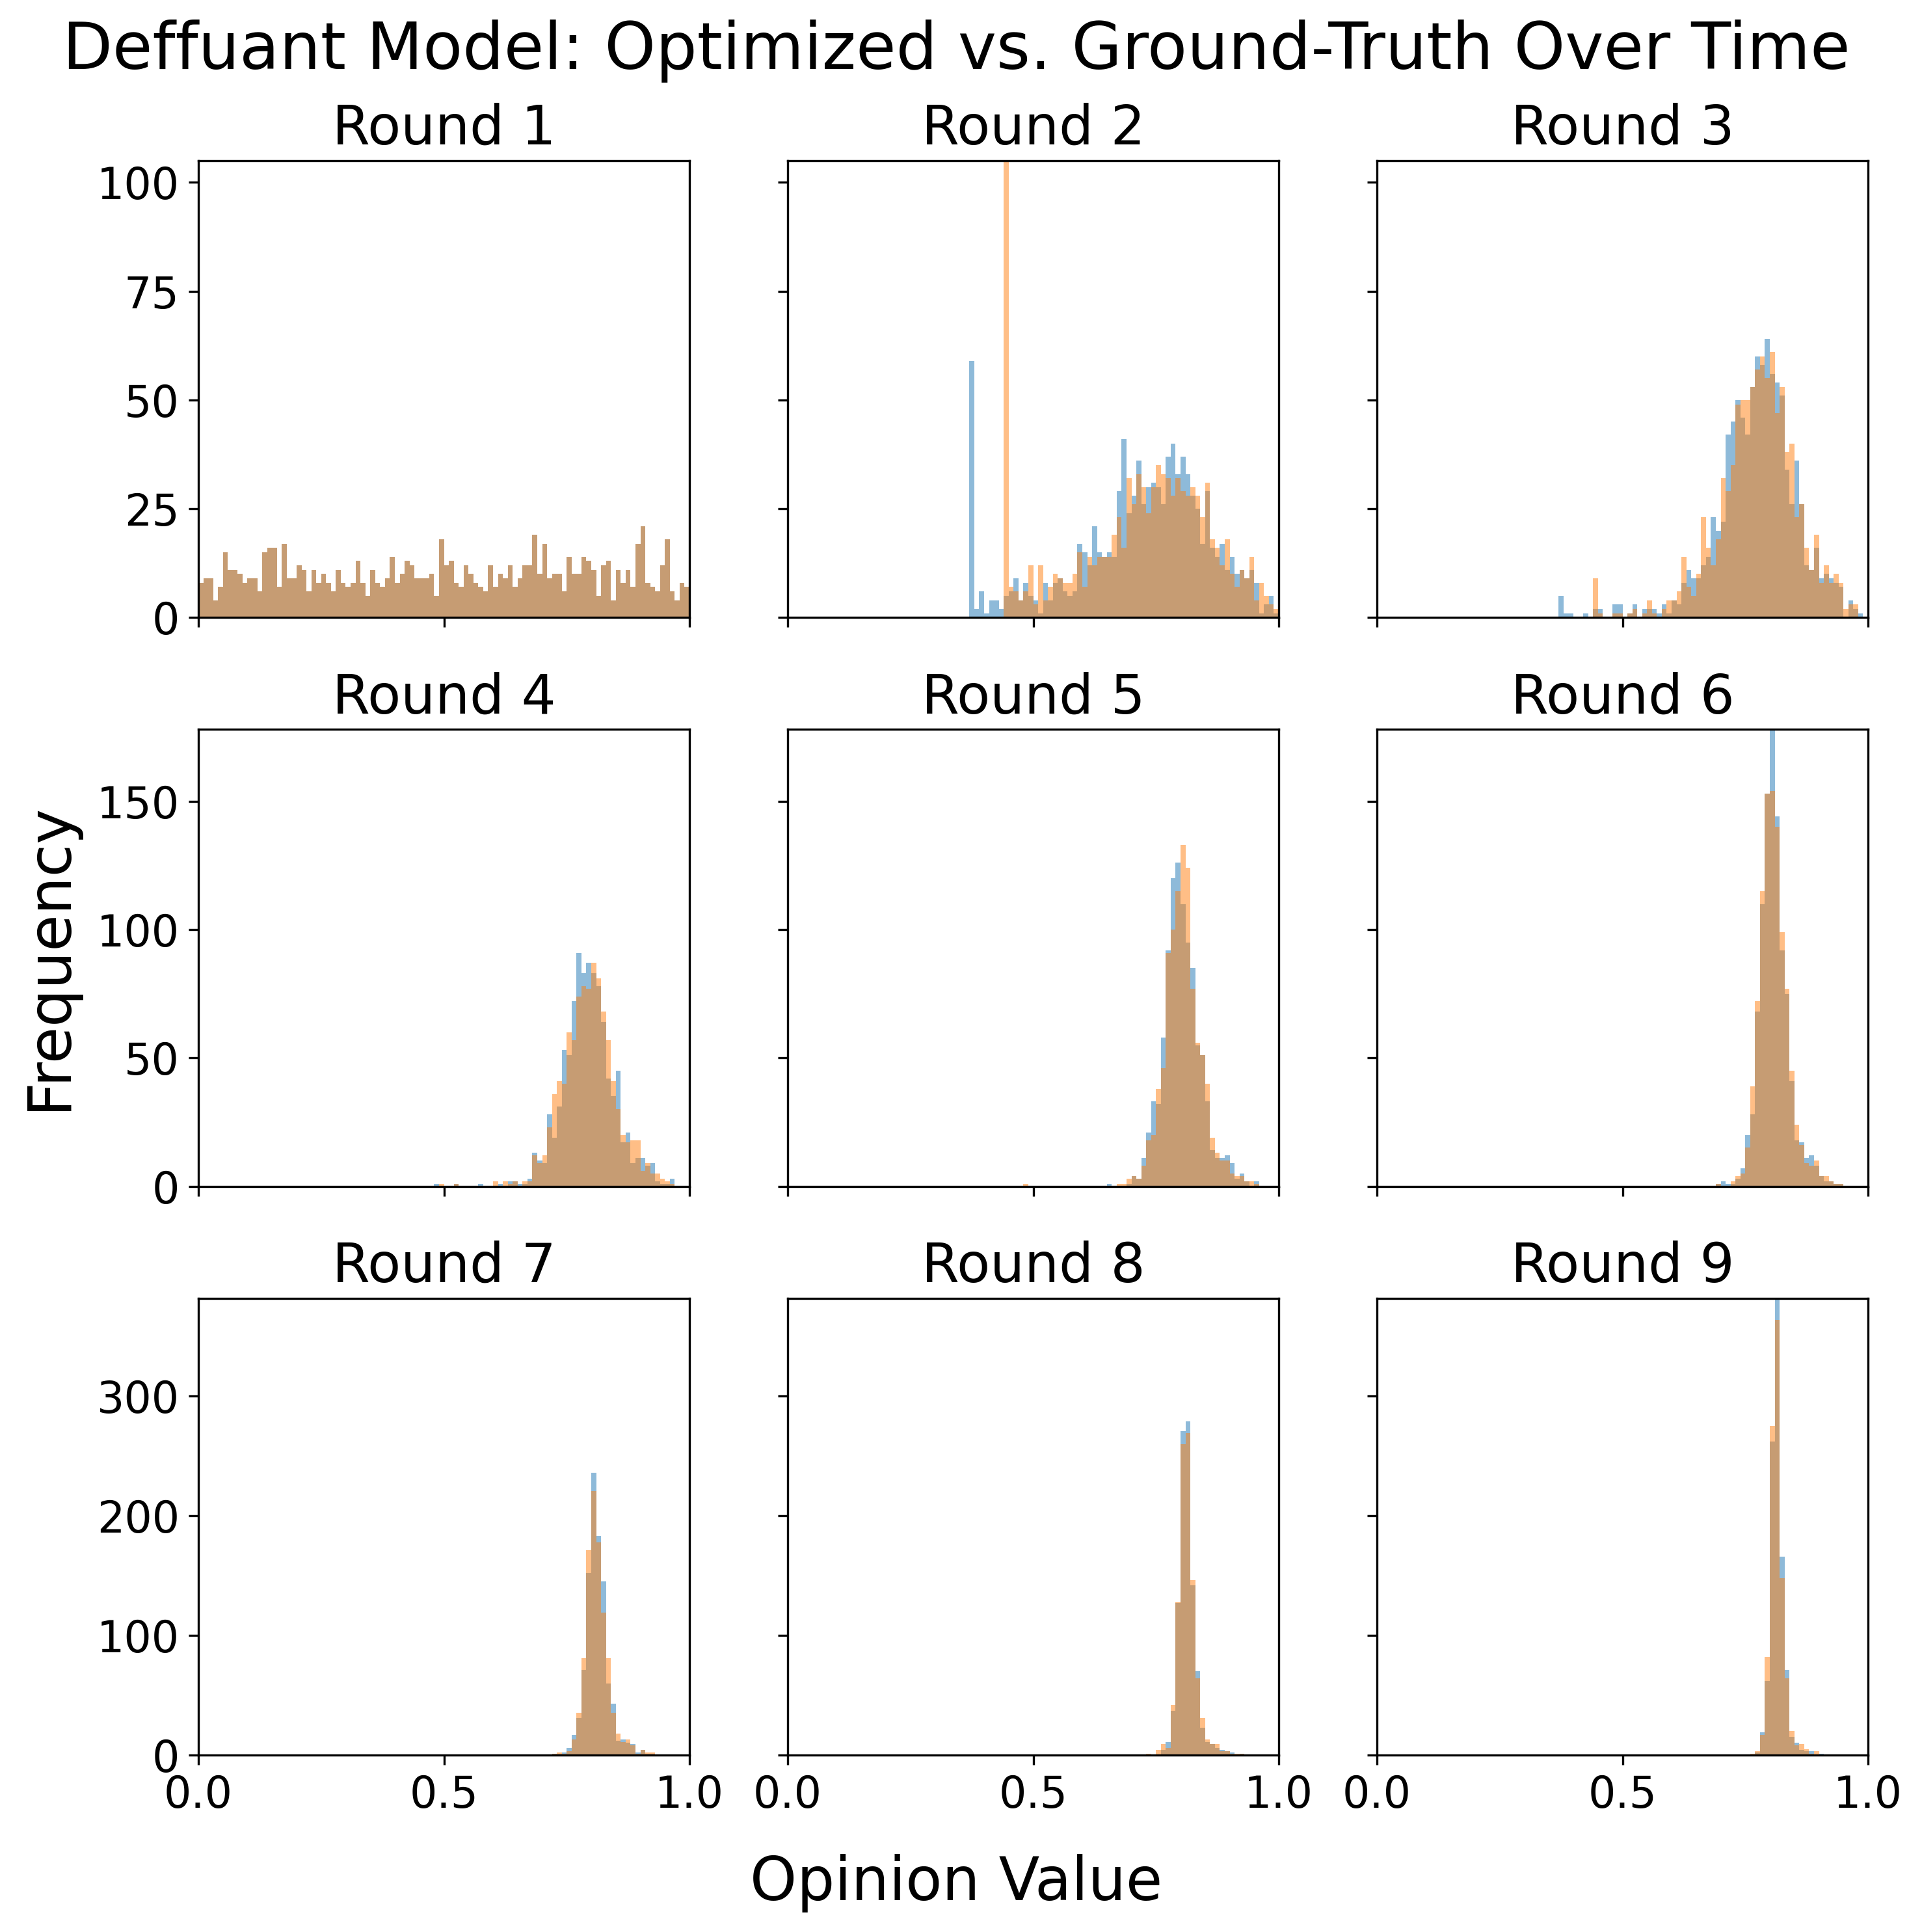 Deffuant Model: Optimized vs. Ground-Truth Over Time
Round 1
Round 2
Round 3
100
75
50
25
0
Round 4
Round 5
Round 6
150
100
50
0
Frequency
Round 7
Round 8
Round 9
300
200
100
0
0.0 0.5 1.0 0.0 0.5 1.0 0.0 0.5 1.0
Opinion Value